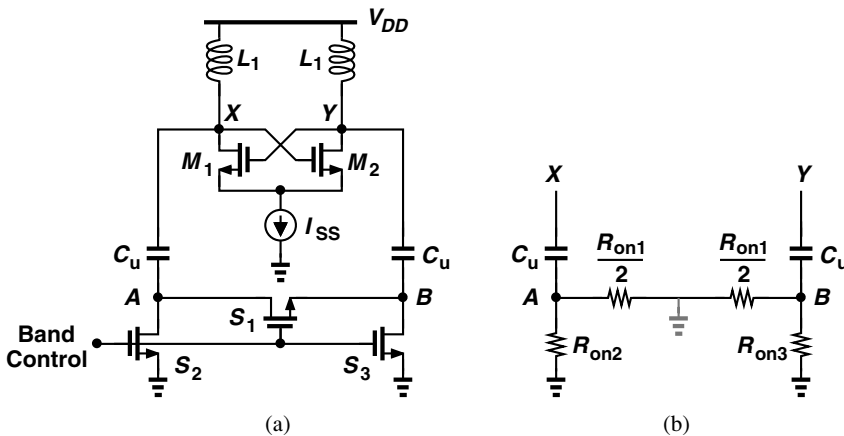 V_DD
L_1 L_1
X Y
M_1 M_2
I_SS
C_u C_u
A B
S_1
Band
Control
S_2 S_3
(a)
X Y
C_u C_u
R_on1/2 R_on1/2
A B
R_on2 R_on3
(b)